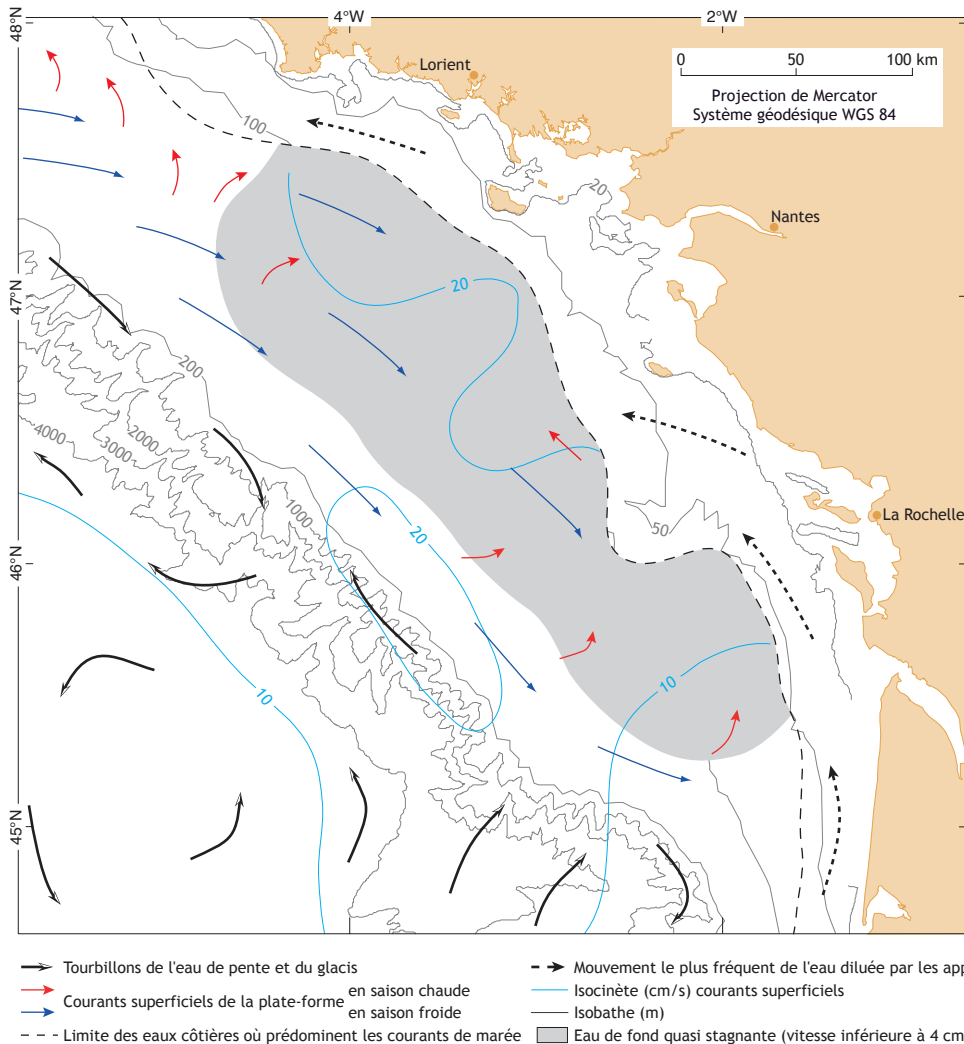 4°W
2°W
48°N
Lorient
0
50
100 km
Projection de Mercator
Système géodésique WGS 84
100
20
Nantes
47°N
20
200
4000
3000
2000
1000
20
50
La Rochelle
46°N
10
10
45°N
Tourbillons de l'eau de pente et du glacis
Courants superficiels de la plate-forme
en saison chaude
en saison froide
Limite des eaux côtières où prédominent les courants de marée
Mouvement le plus fréquent de l'eau diluée par les app
Isocinète (cm/s) courants superficiels
Isobathe (m)
Eau de fond quasi stagnante (vitesse inférieure à 4 cm